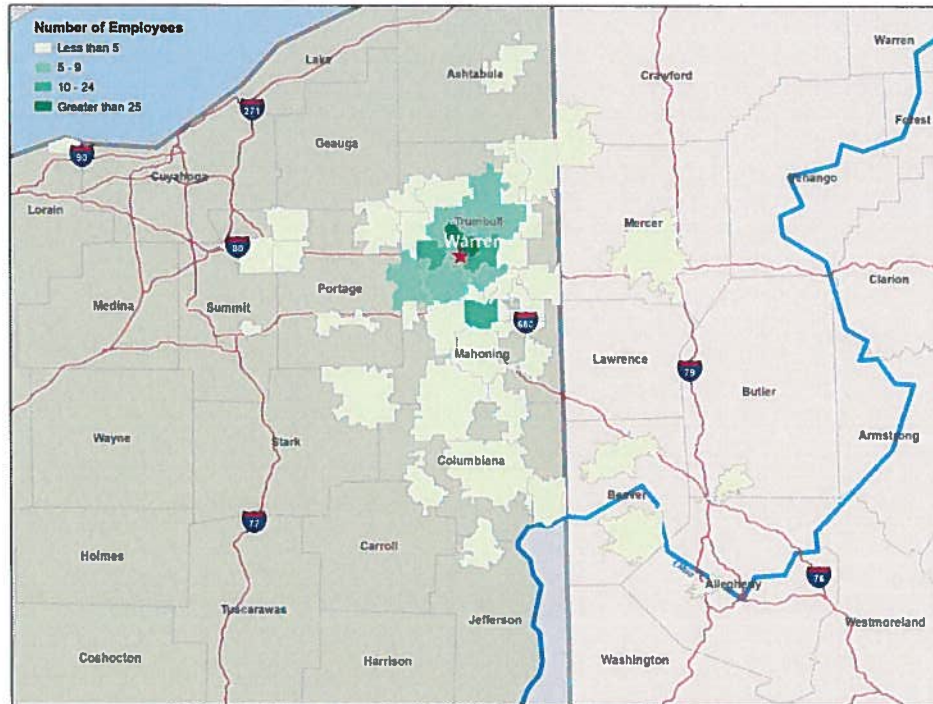 Number of Employees
Less than 5
5 - 9
10 - 24
Greater than 25
Warren
Lake
Ashtabula
Crawford
271
Forest
Geauga
90
Cuyahoga
Venango
Lorain
Trumbull
Mercer
Warren
80
Clarion
Portage
Medina
Summit
680
Mahoning
Lawrence
79
Butler
Wayne
Stark
Armstrong
Columbiana
Beaver
77
Holmes
Carroll
Ohio
Allegheny
76
Tuscarawas
Jefferson
Westmoreland
Coshocton
Harrison
Washington